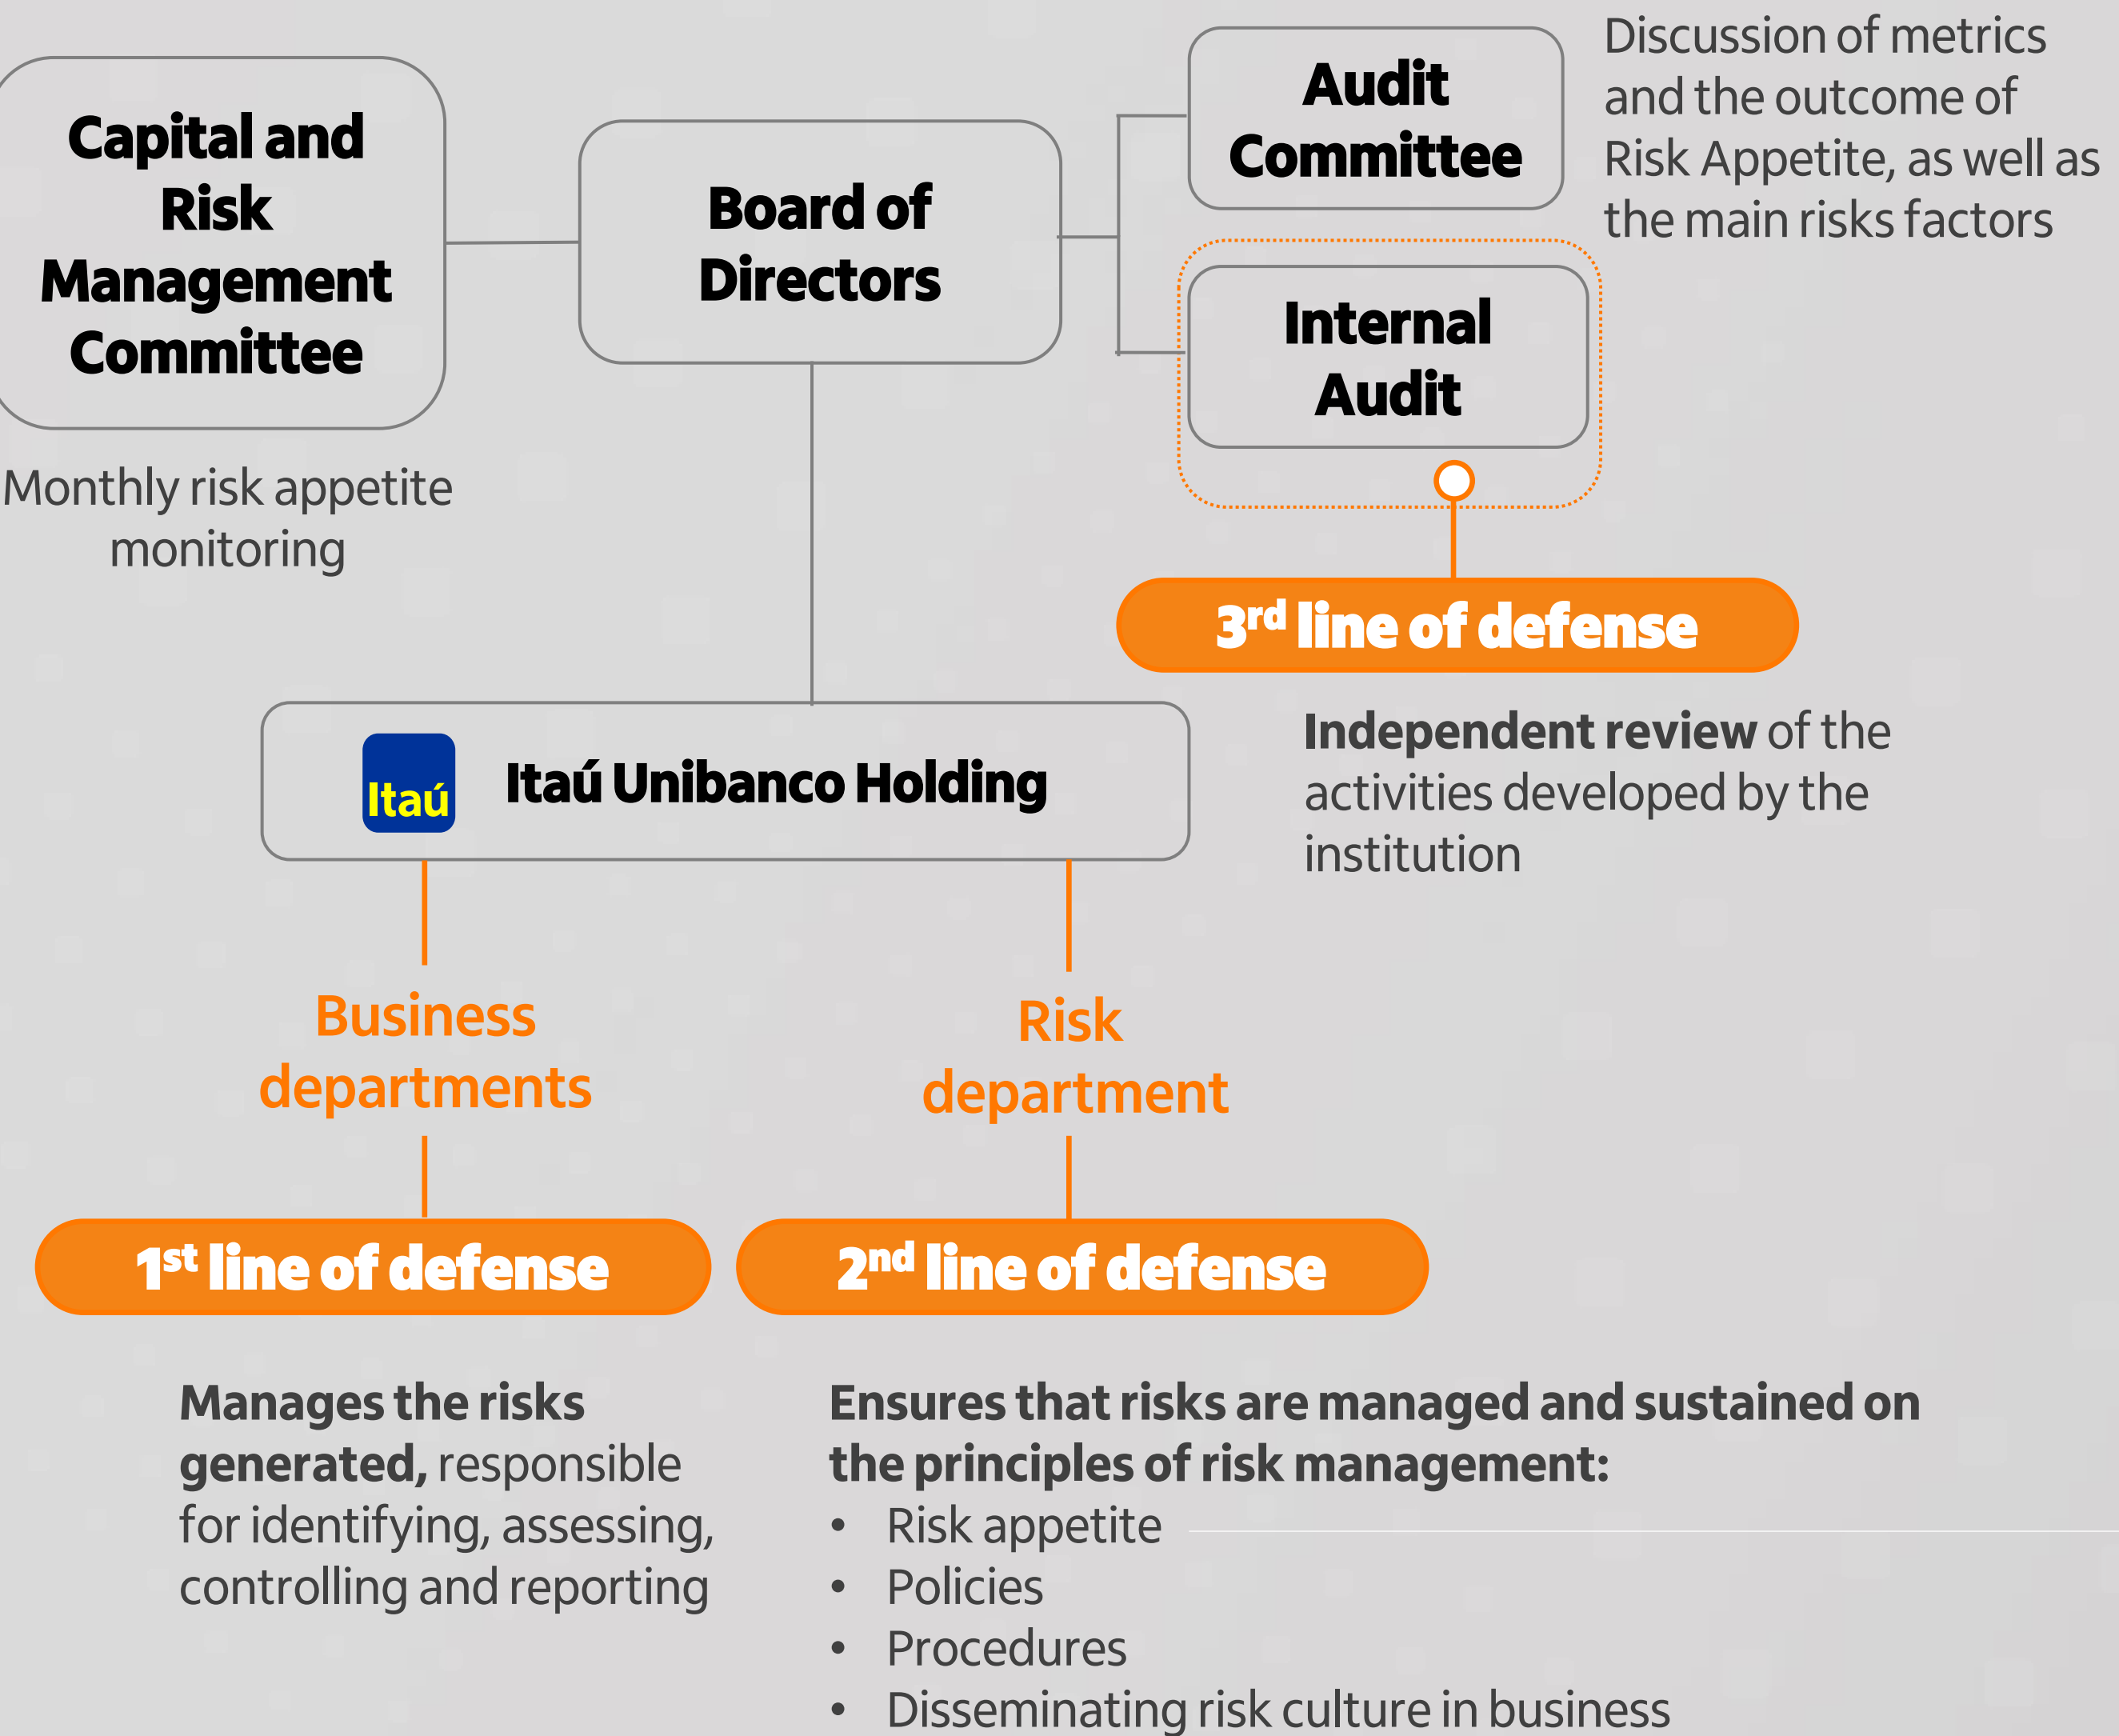 Capital and
Risk
Management
Committee
Monthly risk appetite
monitoring
Board of
Directors
Audit
Committee
Discussion of metrics
and the outcome of
Risk Appetite, as well as
the main risks factors
Internal
Audit
3rd line of defense
Independent review of the
activities developed by the
institution
Itaú
Itaú Unibanco Holding
Business
departments
1st line of defense
Manages the risks
generated, responsible
for identifying, assessing,
controlling and reporting
Risk
department
2nd line of defense
Ensures that risks are managed and sustained on
the principles of risk management:
• Risk appetite
• Policies
• Procedures
• Disseminating risk culture in business